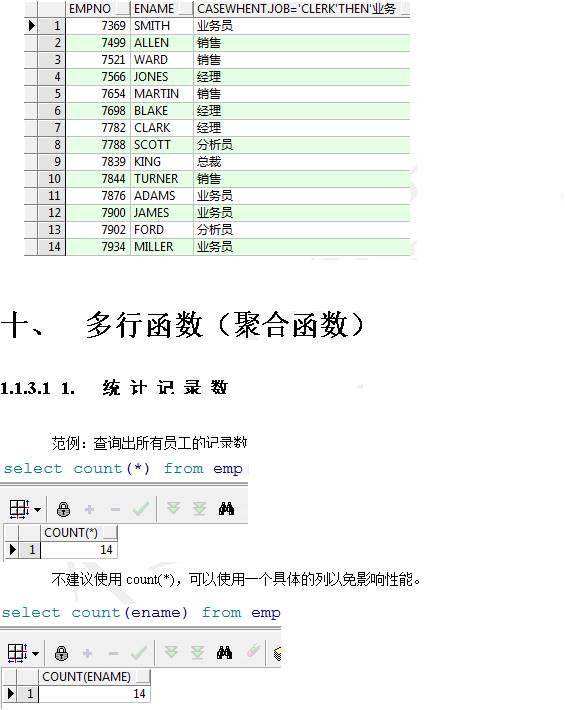 EMPNO ENAME CASEWHENT.JOB='CLERK'THEN'业务
1 7369 SMITH 业务员
2 7499 ALLEN 销售
3 7521 WARD 销售
4 7566 JONES 经理
5 7654 MARTIN 销售
6 7698 BLAKE 经理
7 7782 CLARK 经理
8 7788 SCOTT 分析员
9 7839 KING 总裁
10 7844 TURNER 销售
11 7876 ADAMS 业务员
12 7900 JAMES 业务员
13 7902 FORD 分析员
14 7934 MILLER 业务员
十、 多行函数（聚合函数）
1.1.3.1 1. 统计记录数
范例：查询出所有员工的记录数
select count(*) from emp
COUNT(*)
1 14
不建议使用 count(*)，可以使用一个具体的列以免影响性能。
select count(ename) from emp
COUNT(ENAME)
1 14